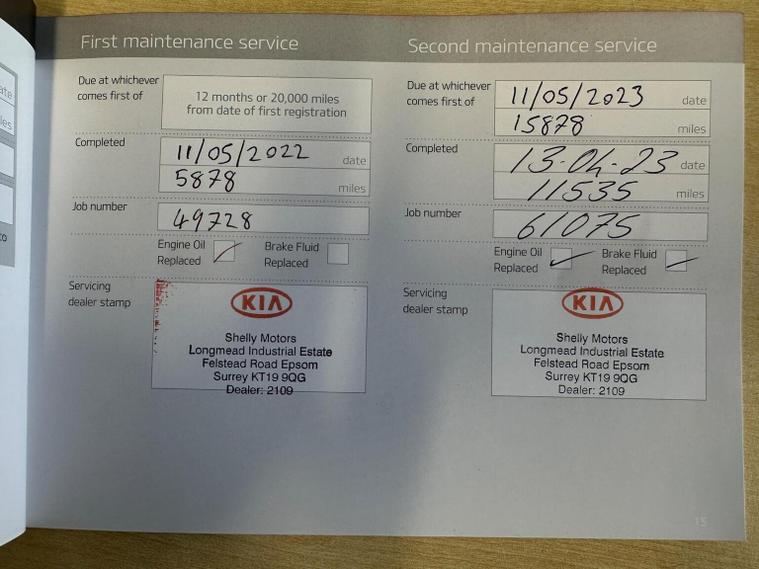 First maintenance service
Due at whichever
comes first of
12 months or 20,000 miles
from date of first registration
Completed
11/05/2022 date
5878 miles
Job number
49728
Engine Oil
Replaced
Brake Fluid
Replaced
Servicing
dealer stamp
KIA
Shelly Motors
Longmead Industrial Estate
Felstead Road Epsom
Surrey KT19 9QG
Dealer: 2109
Second maintenance service
Due at whichever
comes first of
11/05/2023 date
15878 miles
Completed
13-04-23 date
11535 miles
Job number
61075
Engine Oil
Replaced
Brake Fluid
Replaced
Servicing
dealer stamp
KIA
Shelly Motors
Longmead Industrial Estate
Felstead Road Epsom
Surrey KT19 9QG
Dealer: 2109